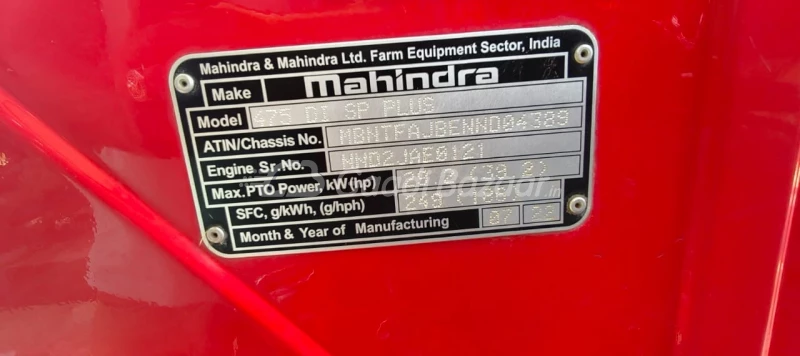 Mahindra & Mahindra Ltd. Farm Equipment Sector, India
Make Mahindra
Model 475 DI SP PLUS
ATIN/Chassis No. MBNTFAJBENND04389
Engine Sr.No. NND2JAE0121
Max. PTO Power, kW(hp)
SFC, g/kWh, (g/hph) 248
Month & Year of Manufacturing 07